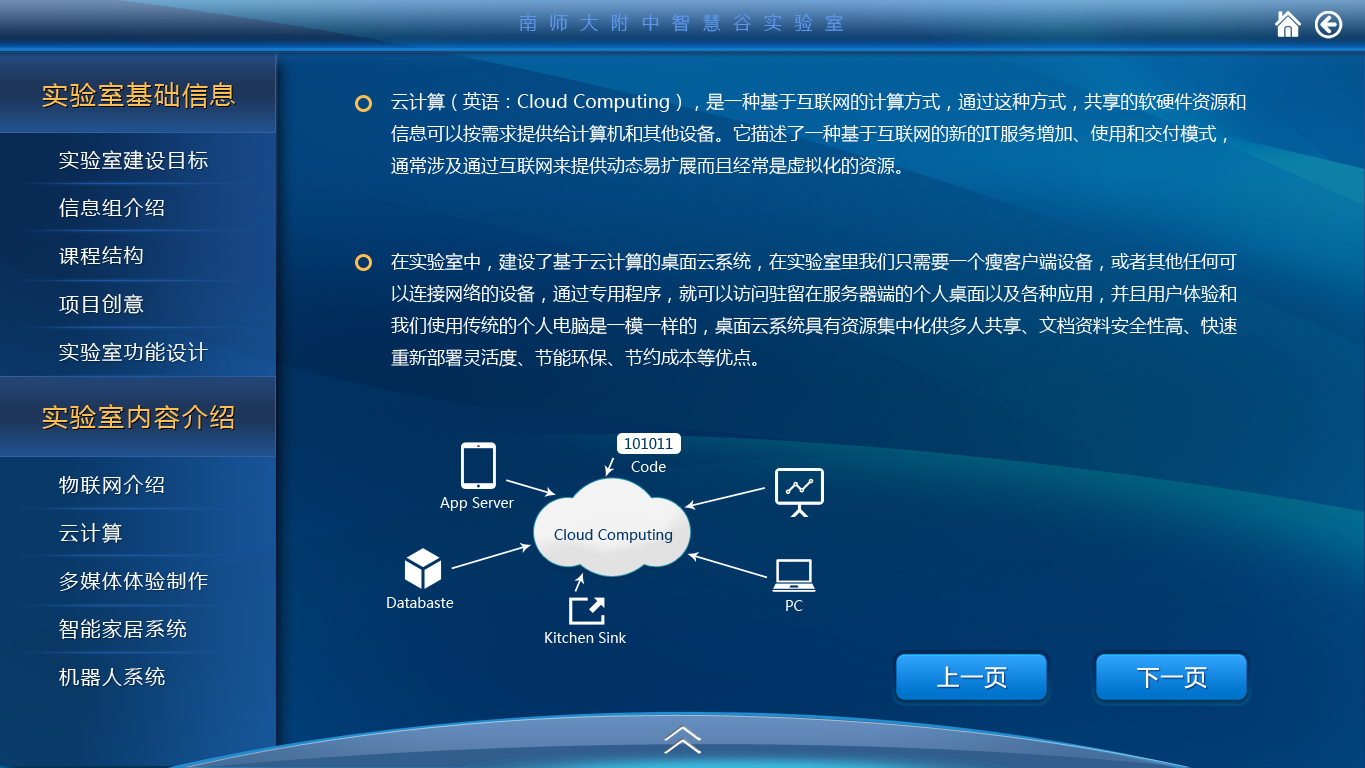 南师大附中智慧谷实验室
实验室基础信息
实验室建设目标
信息组介绍
课程结构
项目创意
实验室功能设计
实验室内容介绍
物联网介绍
云计算
多媒体体验制作
智能家居系统
机器人系统
云计算（英语：Cloud Computing），是一种基于互联网的计算方式，通过这种方式，共享的软硬件资源和
信息可以按需求提供给计算机和其他设备。它描述了一种基于互联网的新的IT服务增加、使用和交付模式，
通常涉及通过互联网来提供动态易扩展而且经常是虚拟化的资源。
在实验室中，建设了基于云计算的桌面云系统，在实验室里我们只需要一个瘦客户端设备，或者其他任何可
以连接网络的设备，通过专用程序，就可以访问驻留在服务器端的个人桌面以及各种应用，并且用户体验和
我们使用传统的个人电脑是一模一样的，桌面云系统具有资源集中化供多人共享、文档资料安全性高、快速
重新部署灵活度、节能环保、节约成本等优点。
101011
Code
App Server
Cloud Computing
Databaste
PC
Kitchen Sink
上一页
下一页